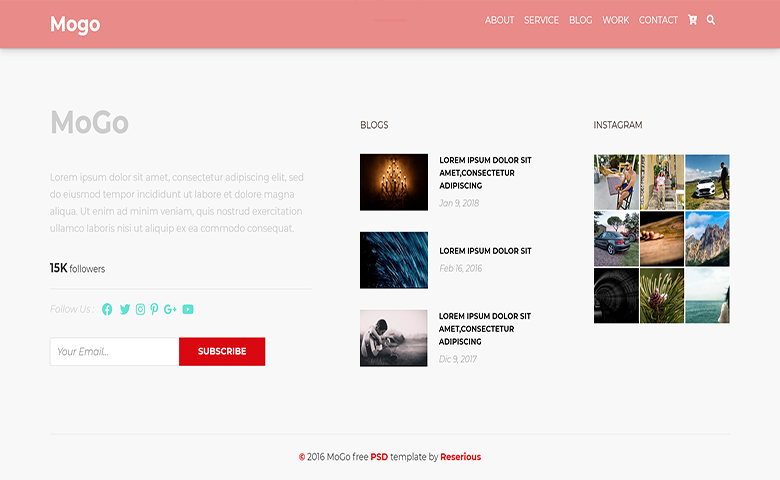 Mogo
ABOUT SERVICE BLOG WORK CONTACT
MoGo
Lorem ipsum dolor sit amet, consectetur adipiscing elit, sed
do eiusmod tempor incididunt ut labore et dolore magna
aliqua. Ut enim ad minim veniam, quis nostrud exercitation
ullamco laboris nisi ut aliquip ex ea commodo consequat.
15K followers
Follow Us :
Your Email...
SUBSCRIBE
BLOGS
LOREM IPSUM DOLOR SIT
AMET,CONSECTETUR
ADIPISCING
Jan 9, 2018
LOREM IPSUM DOLOR SIT
Feb 16, 2016
LOREM IPSUM DOLOR SIT
AMET,CONSECTETUR
ADIPISCING
Dic 9, 2017
INSTAGRAM
© 2016 MoGo free PSD template by Reserious